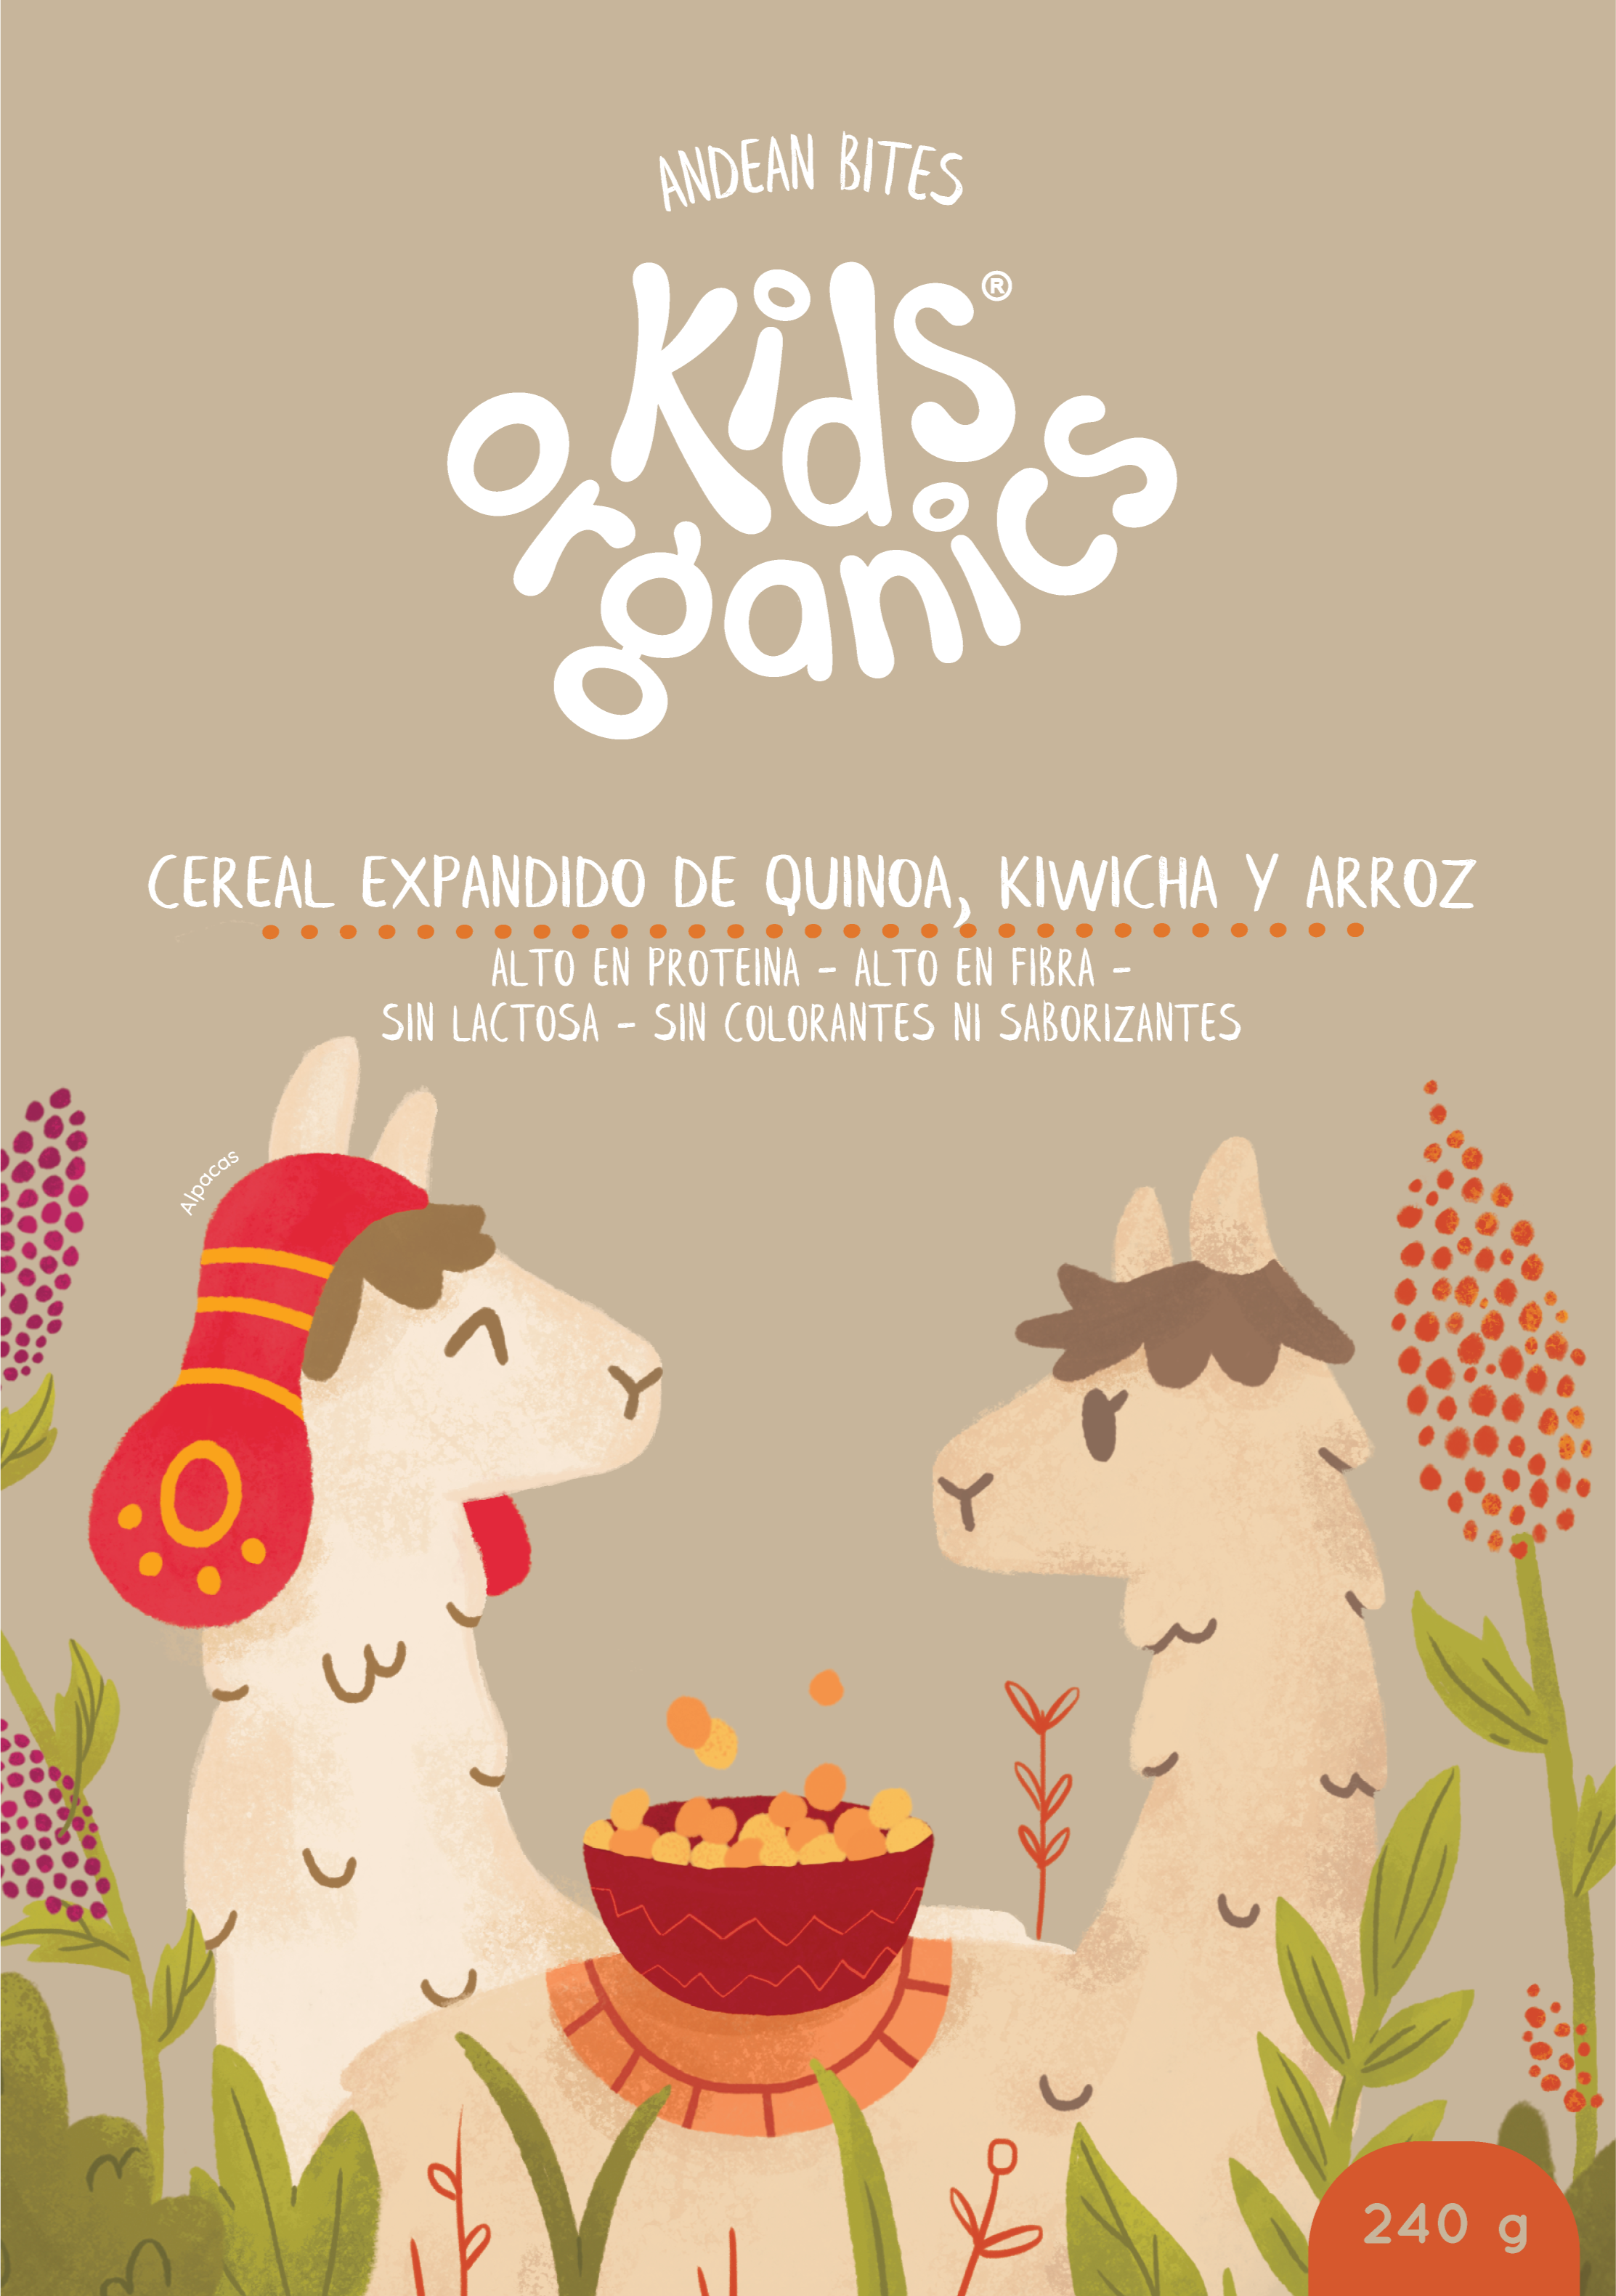 ANDEAN BITES
Kids®
organics
CEREAL EXPANDIDO DE QUINOA, KIWICHA Y ARROZ
ALTO EN PROTEINA - ALTO EN FIBRA -
SIN LACTOSA - SIN COLORANTES NI SABORIZANTES
Alpacas
240 g